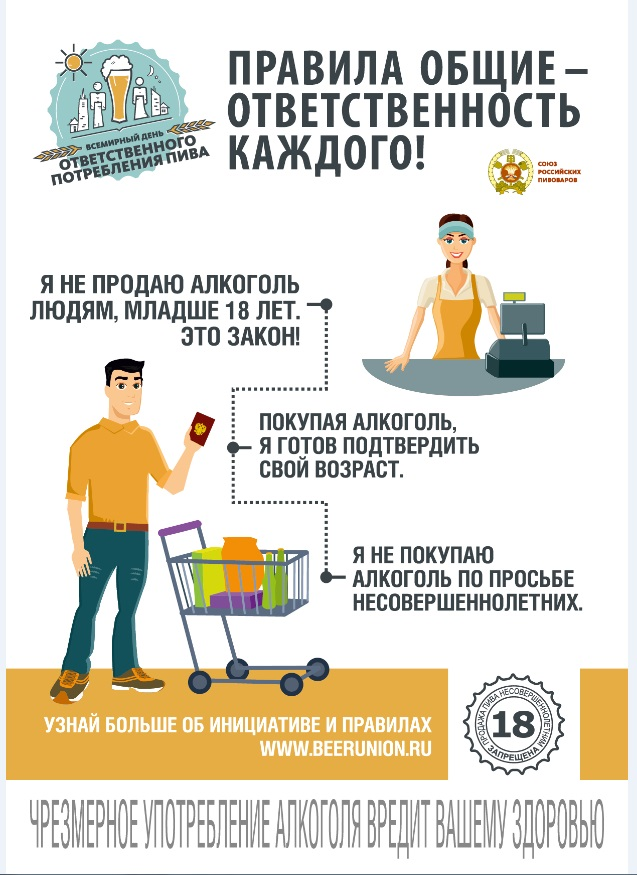 ПРАВИЛА ОБЩИЕ –
ОТВЕТСТВЕННОСТЬ
КАЖДОГО!
ВСЕМИРНЫЙ ДЕНЬ
ОТВЕТСТВЕННОГО
ПОТРЕБЛЕНИЯ ПИВА
СОЮЗ
РОССИЙСКИХ
ПИВОВАРОВ
Я НЕ ПРОДАЮ АЛКОГОЛЬ
ЛЮДЯМ, МЛАДШЕ 18 ЛЕТ.
ЭТО ЗАКОН!
ПОКУПАЯ АЛКОГОЛЬ,
Я ГОТОВ ПОДТВЕРДИТЬ
СВОЙ ВОЗРАСТ.
Я НЕ ПОКУПАЮ
АЛКОГОЛЬ ПО ПРОСЬБЕ
НЕСОВЕРШЕННОЛЕТНИХ.
УЗНАЙ БОЛЬШЕ ОБ ИНИЦИАТИВЕ И ПРАВИЛАХ
WWW.BEERUNION.RU
ПРОДАЖА ПИВА НЕСОВЕРШЕННОЛЕТНИМ
18
ЗАПРЕЩЕНА
ЧРЕЗМЕРНОЕ УПОТРЕБЛЕНИЕ АЛКОГОЛЯ ВРЕДИТ ВАШЕМУ ЗДОРОВЬЮ